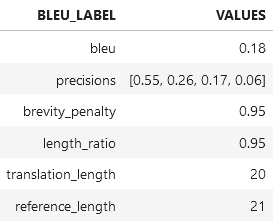 BLEU_LABEL VALUES
bleu 0.18
precisions [0.55, 0.26, 0.17, 0.06]
brevity_penalty 0.95
length_ratio 0.95
translation_length 20
reference_length 21